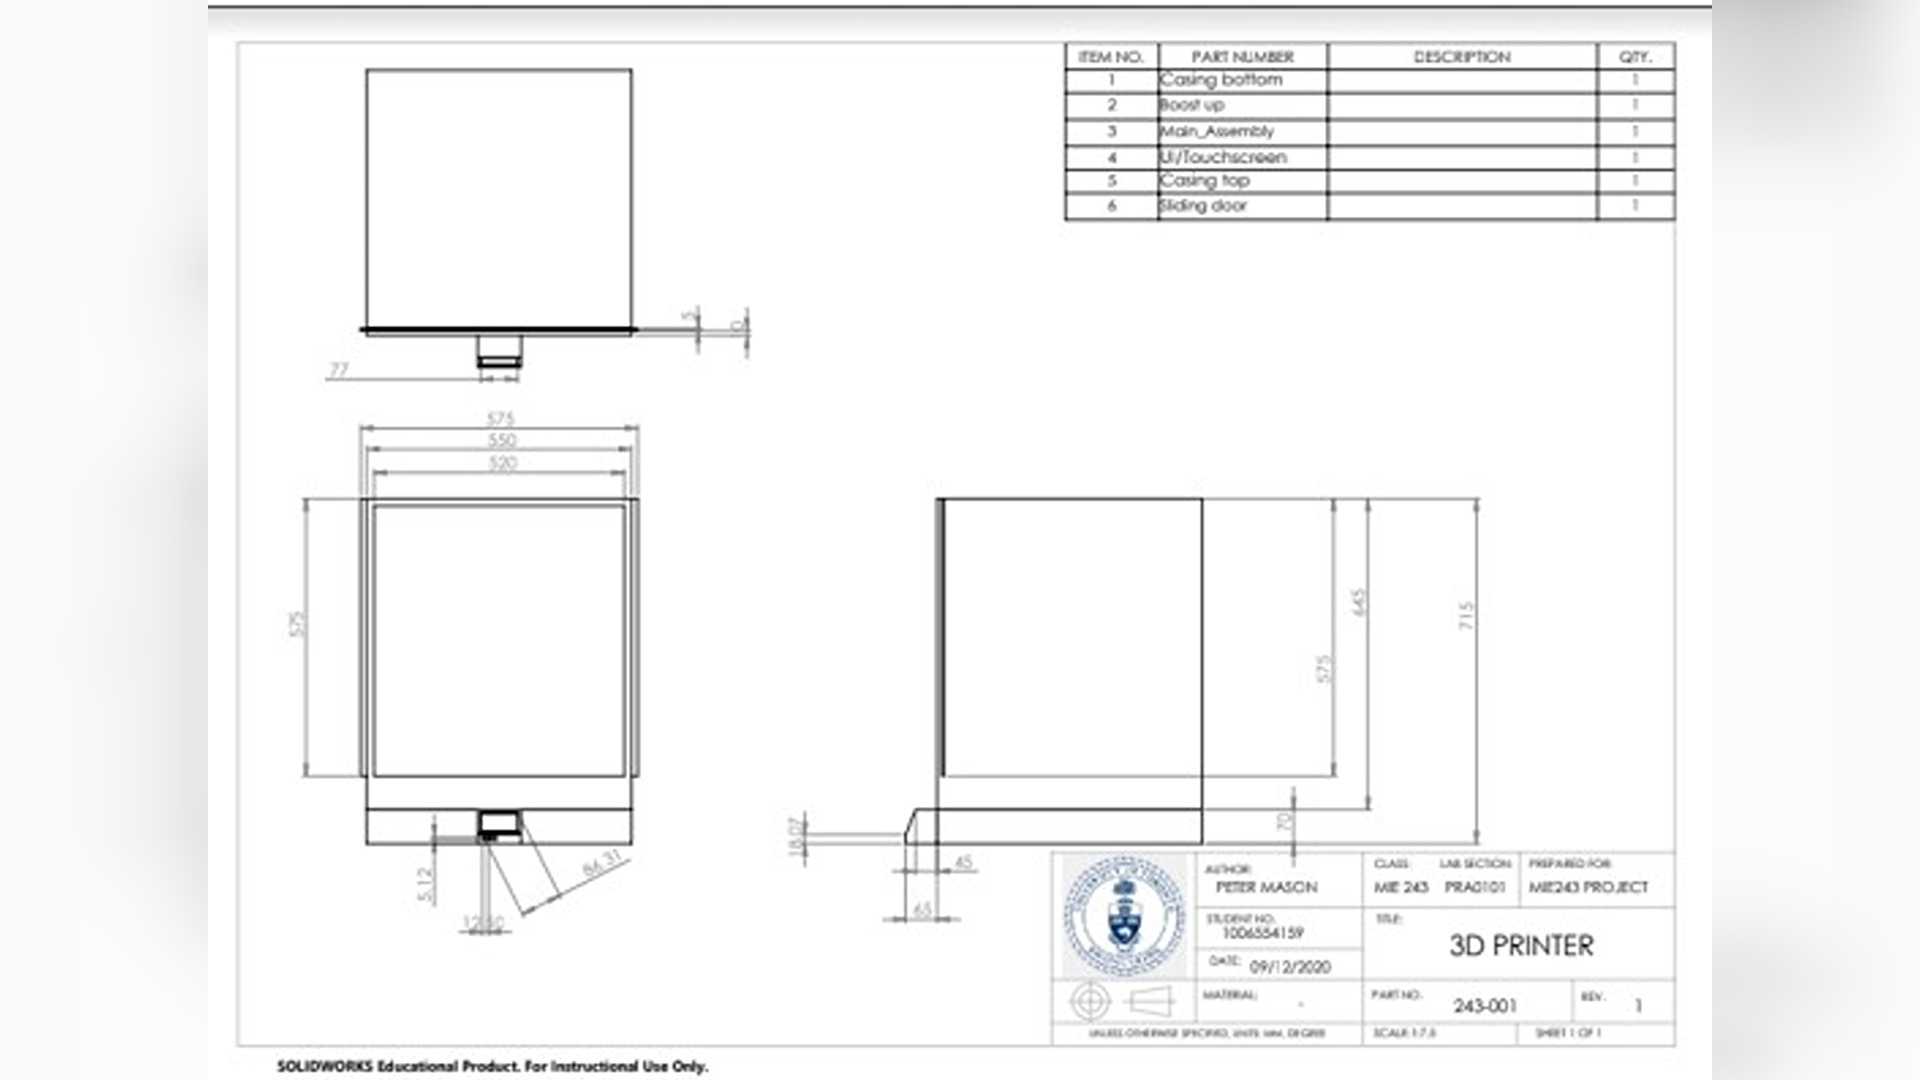 ITEM NO. PART NUMBER DESCRIPTION QTY.
1 Casing bottom 1
2 Boost up 1
3 Main_Assembly 1
4 UI/Touchscreen 1
5 Casing top 1
6 Sliding door 1
5
10
77
575
550
520
575
5.12
12.50
86.31
575
645
715
70
18.07
45
65
UNIVERSITY OF TORONTO
AUTHOR:
PETER MASON
CLASS: LAB SECTION: PREPARED FOR:
MIE 243 PRA0101 MIE243 PROJECT
STUDENT NO.
1006554159
TITLE:
3D PRINTER
DATE: 09/12/2020
MATERIAL: -
PART NO. 243-001
REV. 1
UNLESS OTHERWISE SPECIFIED, UNITS: MM, DEGREE
SCALE 1:7.5
SHEET 1 OF 1
SOLIDWORKS Educational Product. For Instructional Use Only.